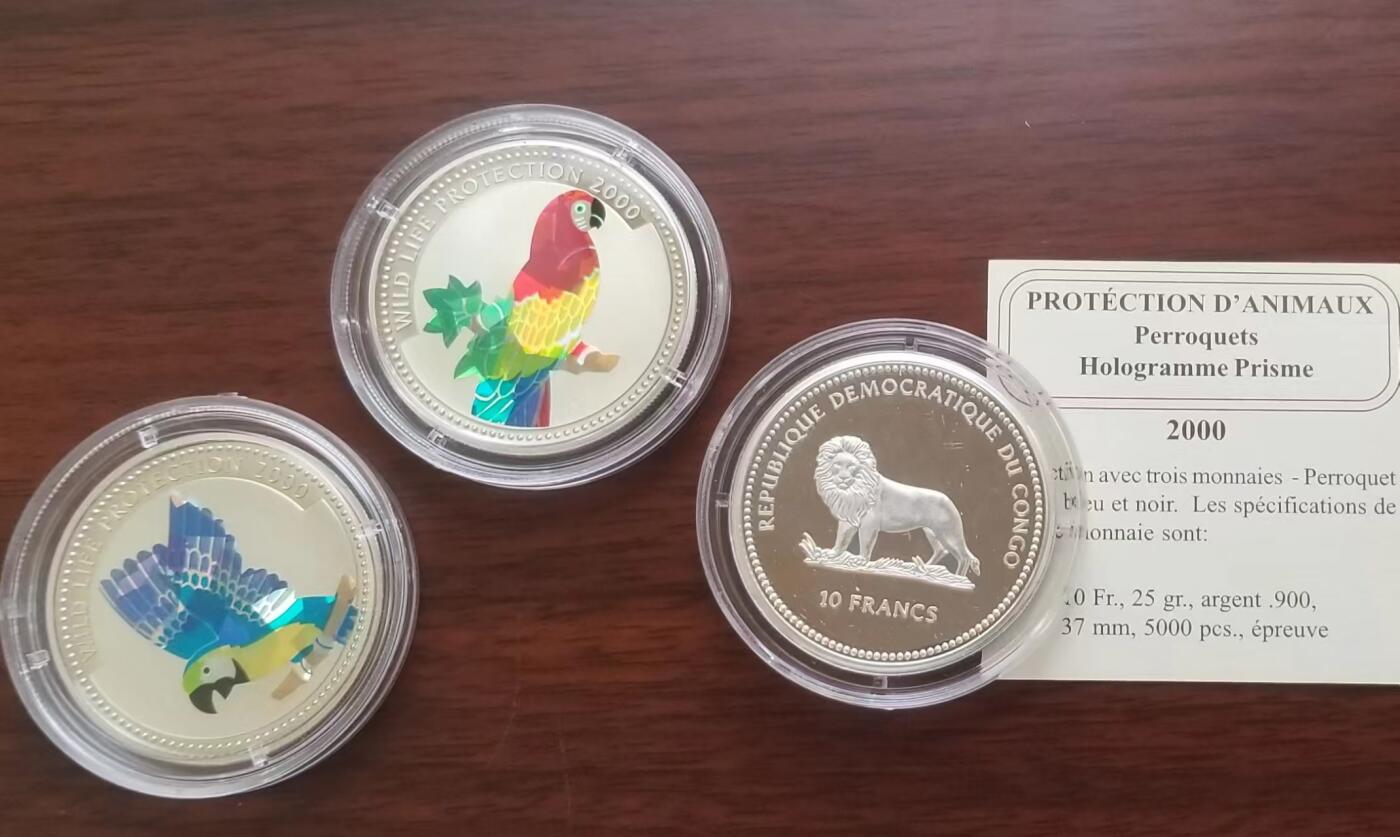 WILD LIFE PROTECTION 2000
WILD LIFE PROTECTION 2000
REPUBLIQUE DEMOCRATIQUE DU CONGO
10 FRANCS
PROTÉCTION D'ANIMAUX
Perroquets
Hologramme Prisme
2000
avec trois monnaies - Perroquet
et noir. Les spécifications de
monnaie sont:
0 Fr., 25 gr., argent .900,
37 mm, 5000 pcs., épreuve